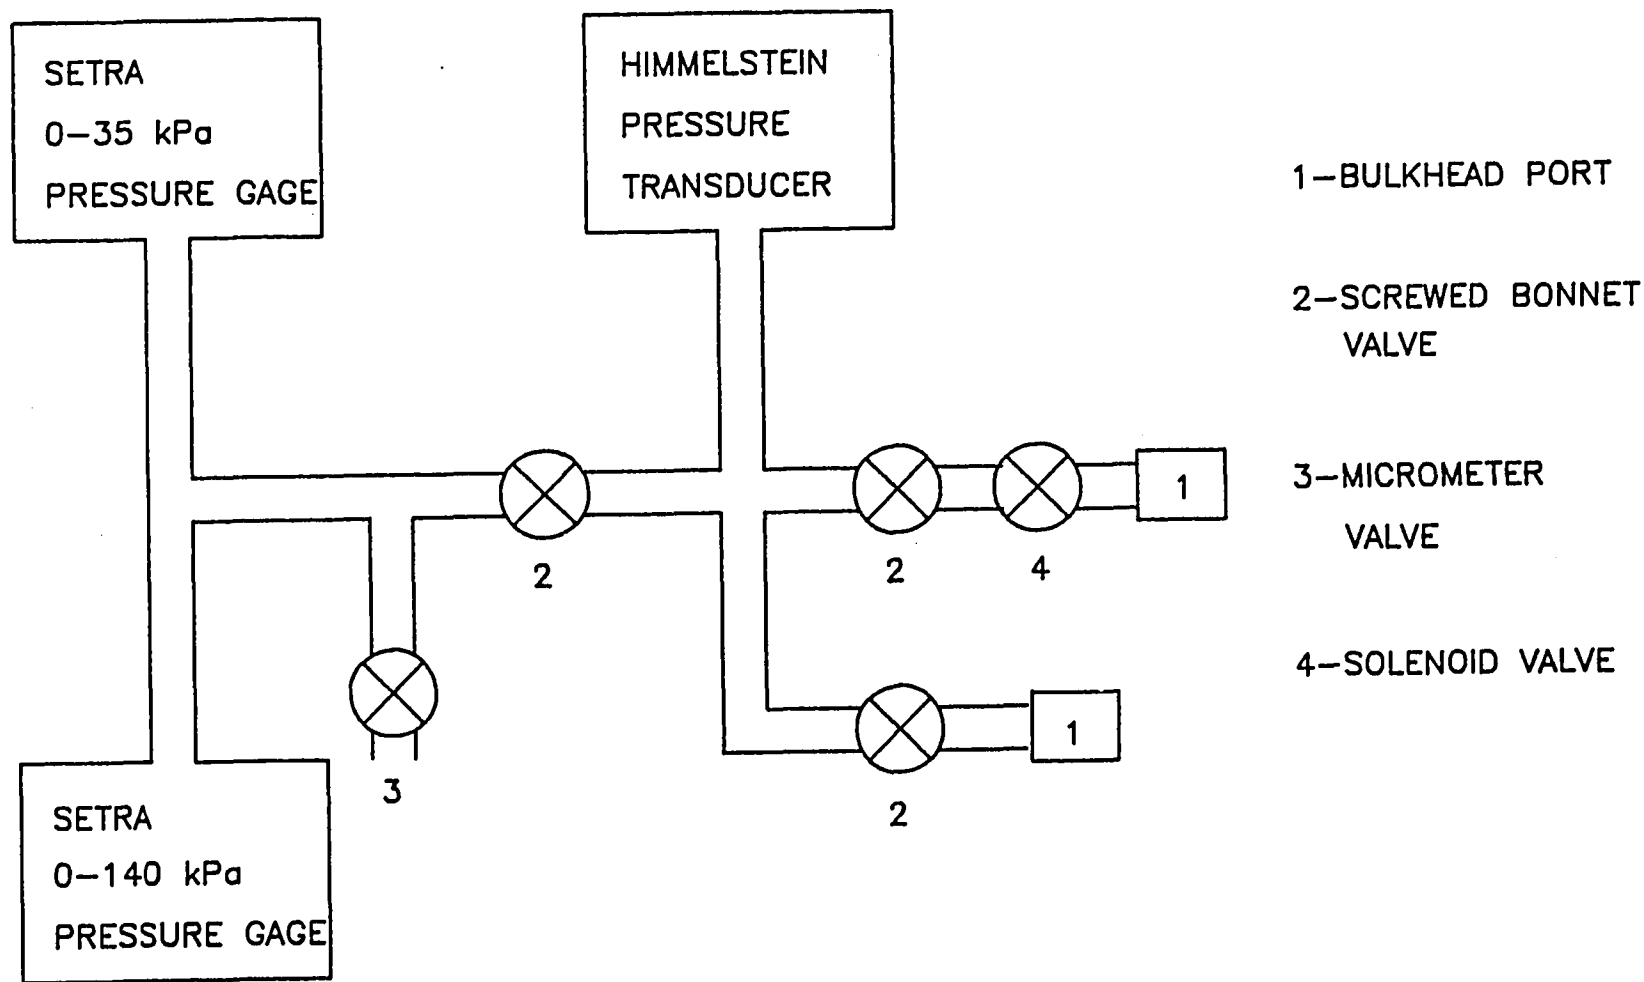 SETRA
0-35 kPa
PRESSURE GAGE
HIMMELSTEIN
PRESSURE
TRANSDUCER
1-BULKHEAD PORT
2-SCREWED BONNET
VALVE
3-MICROMETER
VALVE
4-SOLENOID VALVE
1
2
2
4
1
3
2
SETRA
0-140 kPa
PRESSURE GAGE